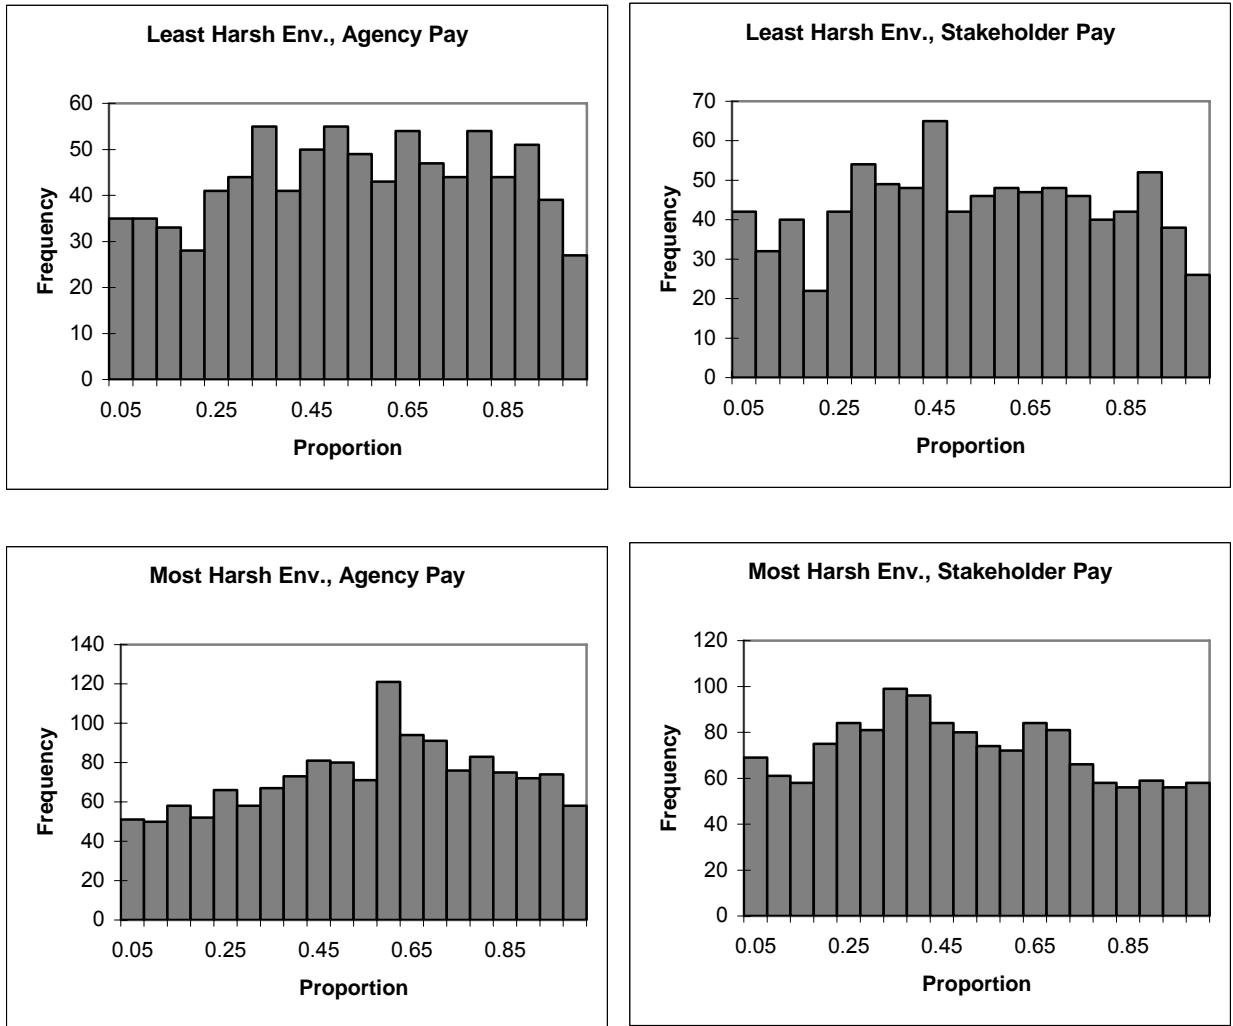 Least Harsh Env., Agency Pay
60
50
40
30
20
10
0
Frequency
0.05 0.25 0.45 0.65 0.85
Proportion
Least Harsh Env., Stakeholder Pay
70
60
50
40
30
20
10
0
Frequency
0.05 0.25 0.45 0.65 0.85
Proportion
Most Harsh Env., Agency Pay
140
120
100
80
60
40
20
0
Frequency
0.05 0.25 0.45 0.65 0.85
Proportion
Most Harsh Env., Stakeholder Pay
120
100
80
60
40
20
0
Frequency
0.05 0.25 0.45 0.65 0.85
Proportion